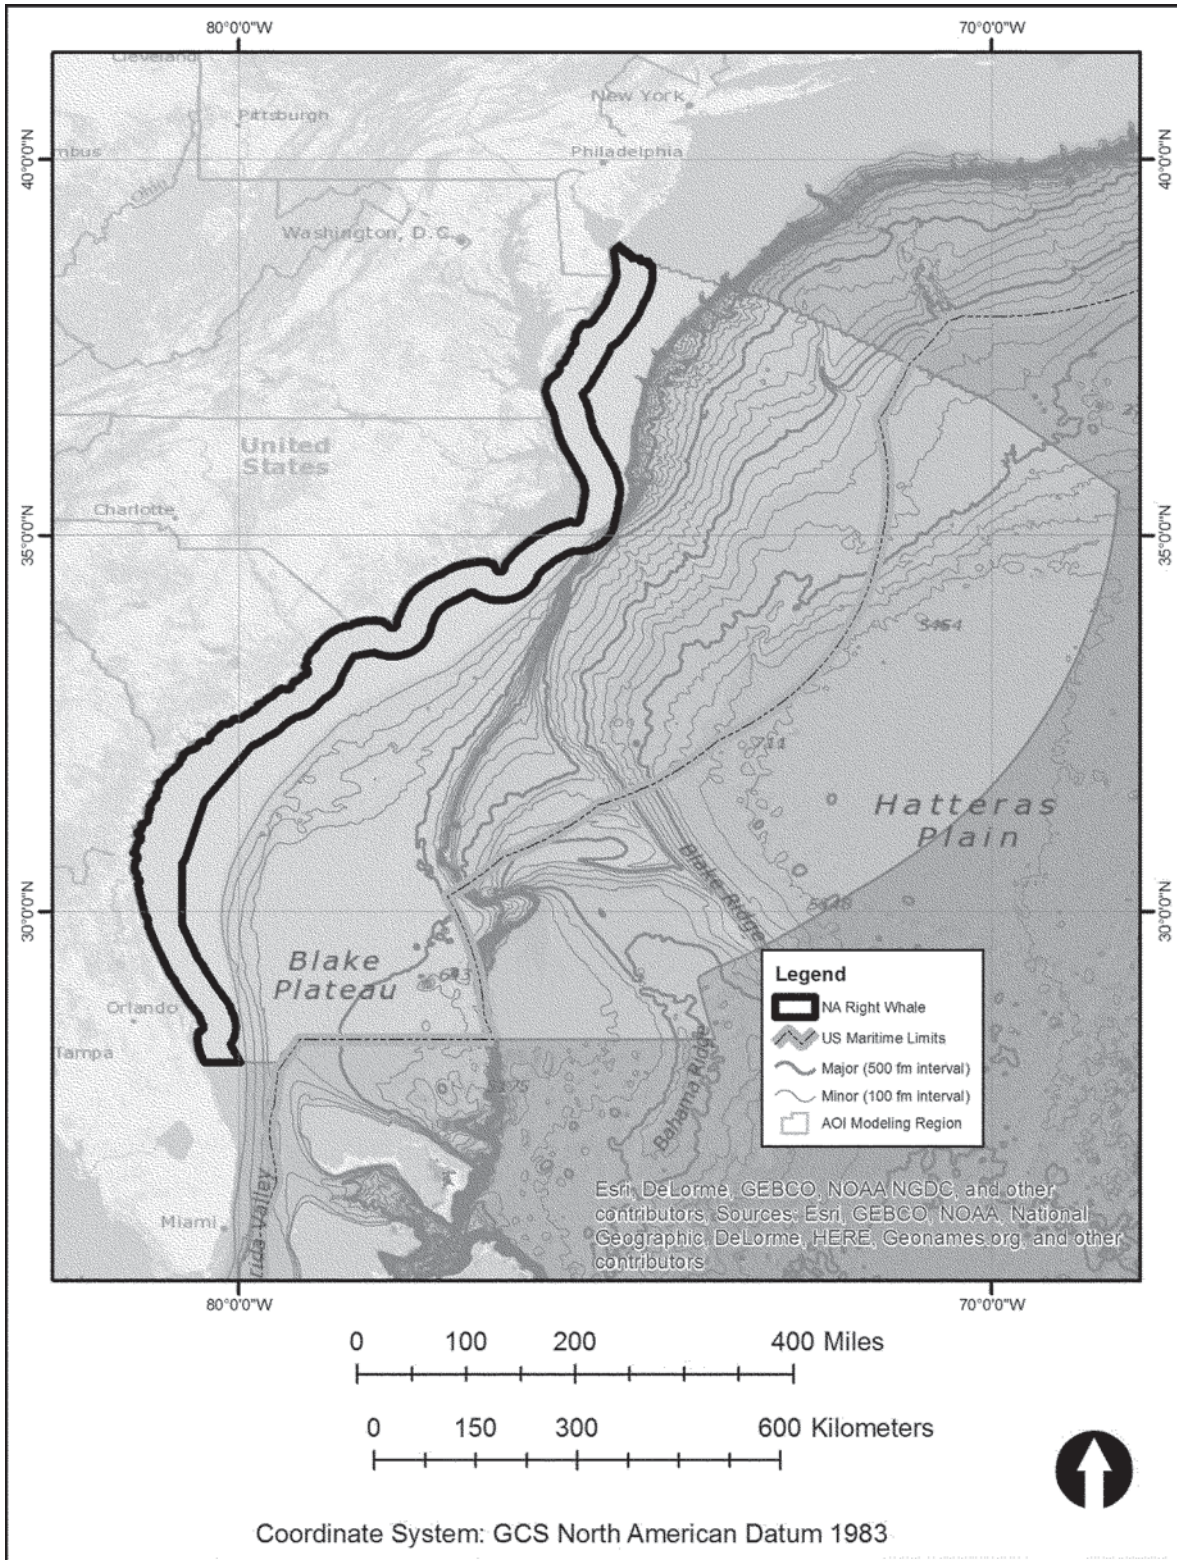 80°0'0"W
70°0'0"W
Cleveland
New York
Pittsburgh
40°0'0"N
40°0'0"N
mbus
Philadelphia
Ohio
Washington, D.C.
United
States
Charlotte
35°0'0"N
35°0'0"N
Hatteras
Plain
Blake Ridge
30°0'0"N
30°0'0"N
Blake
Plateau
Orlando
Tampa
Bahama Ridge
Miami
rida Valley
Legend
NA Right Whale
US Maritime Limits
Major (500 fm interval)
Minor (100 fm interval)
AOI Modeling Region
Esri, DeLorme, GEBCO, NOAA NGDC, and other
contributors. Sources: Esri, GEBCO, NOAA, National
Geographic, DeLorme, HERE, Geonames.org, and other
contributors
80°0'0"W
70°0'0"W
0 100 200 400 Miles
0 150 300 600 Kilometers
Coordinate System: GCS North American Datum 1983